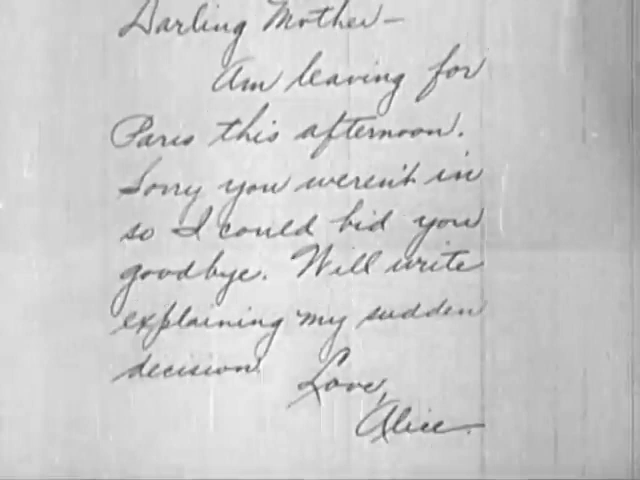 Darling Mother -
Am leaving for
Paris this afternoon.
Sorry you weren't in
so I could bid you
goodbye. Will write
explaining my sudden
decision.
Love,
Alice.